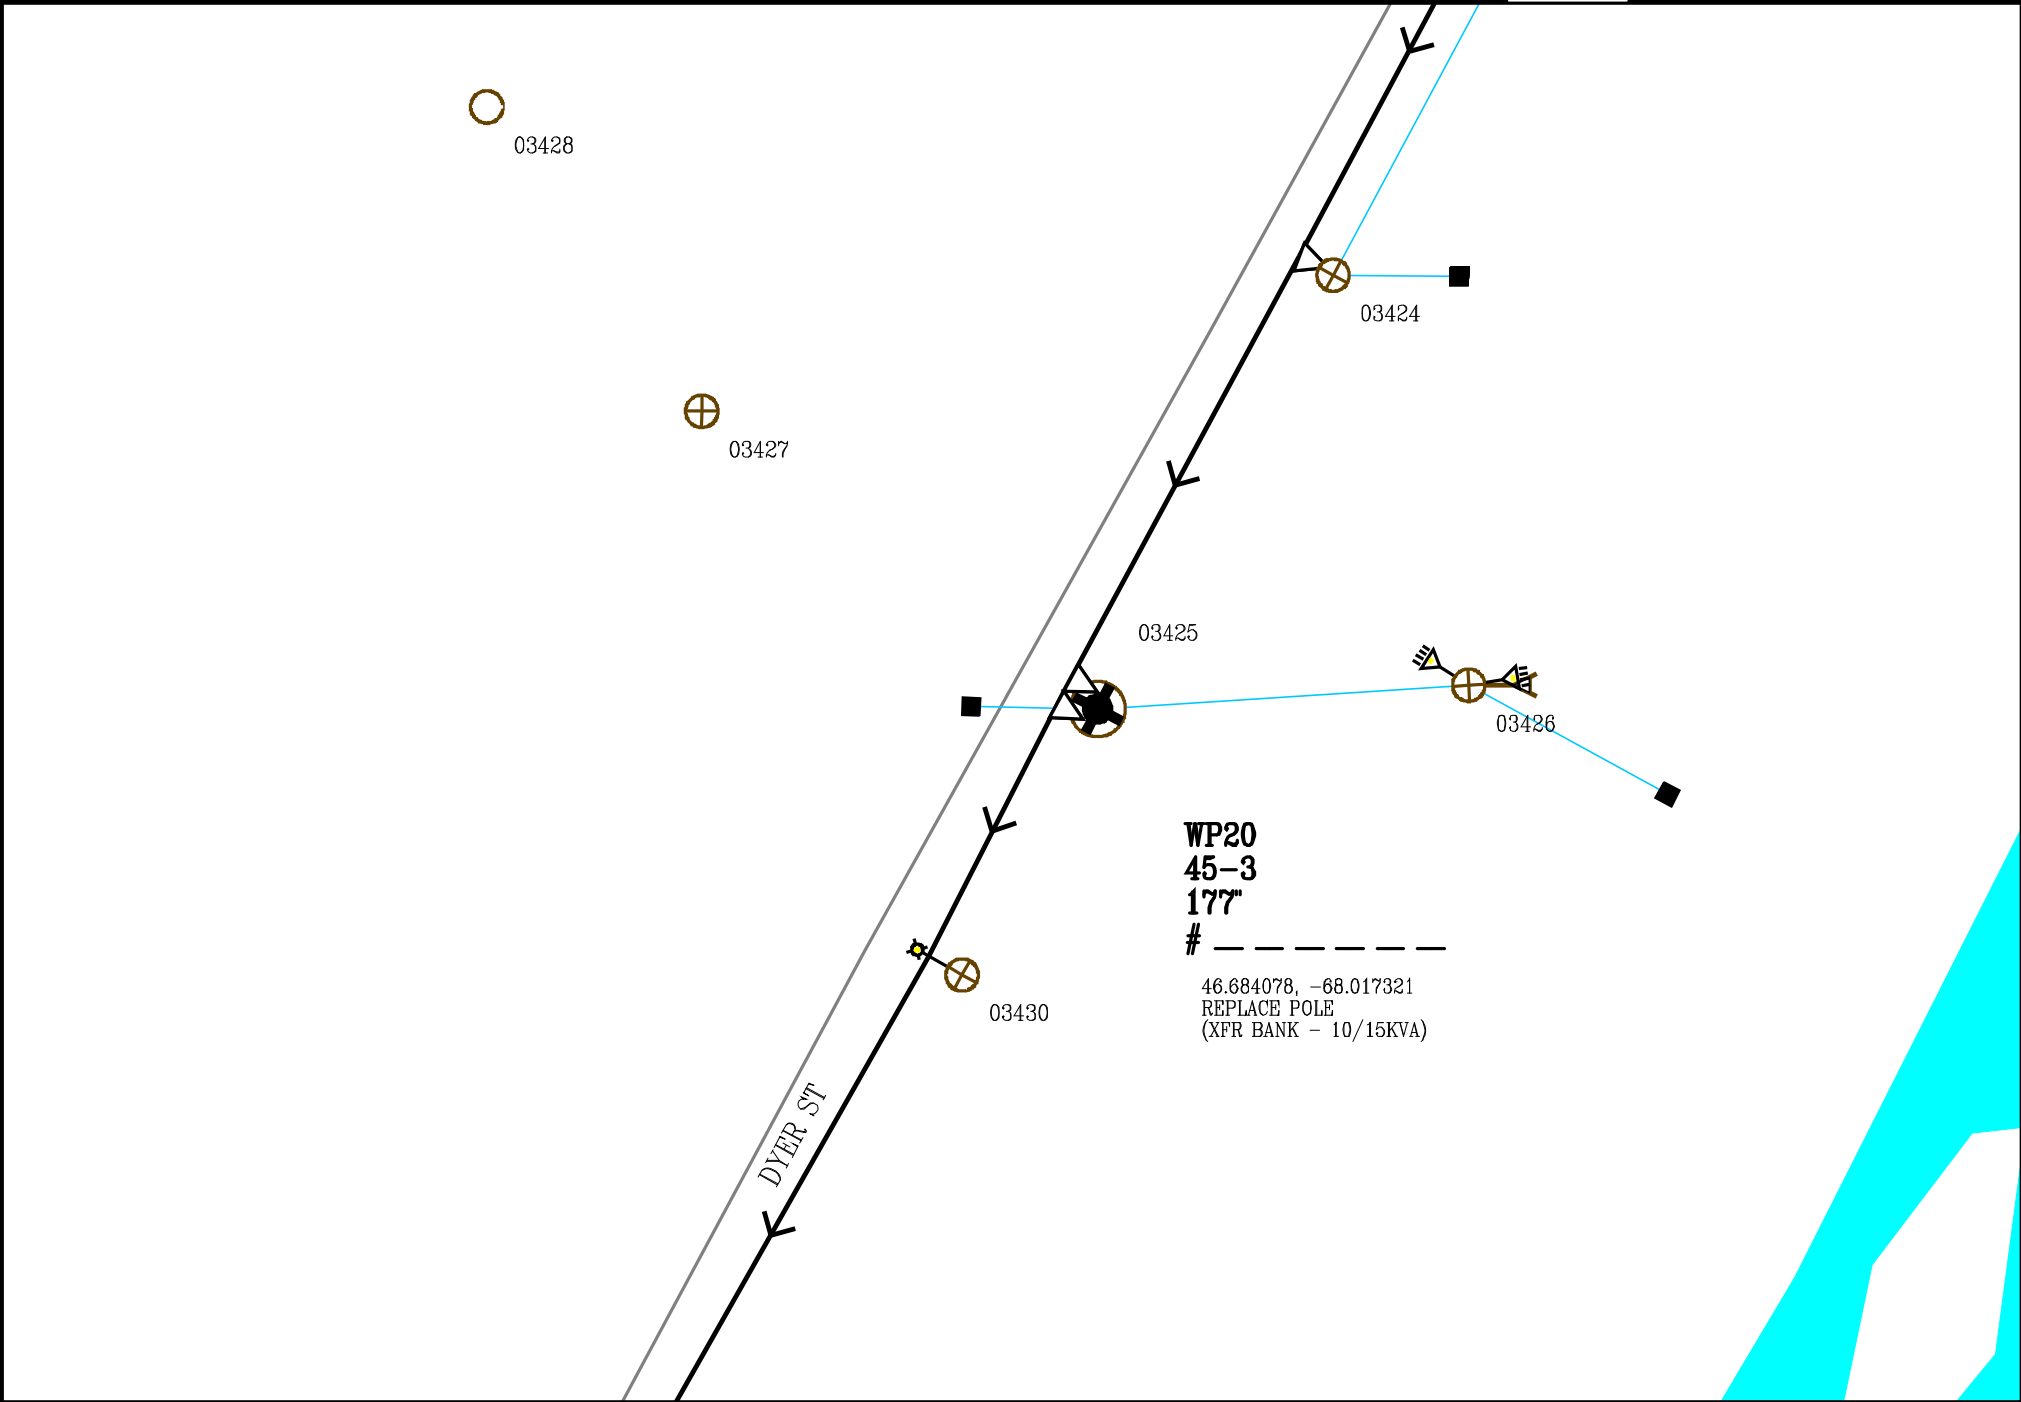 03428
03424
03427
03425
03426
WP20
45-3
177"
# _ _ _ _ _ _
46.684078, -68.017321
REPLACE POLE
(XFR BANK - 10/15KVA)
03430
DYER ST